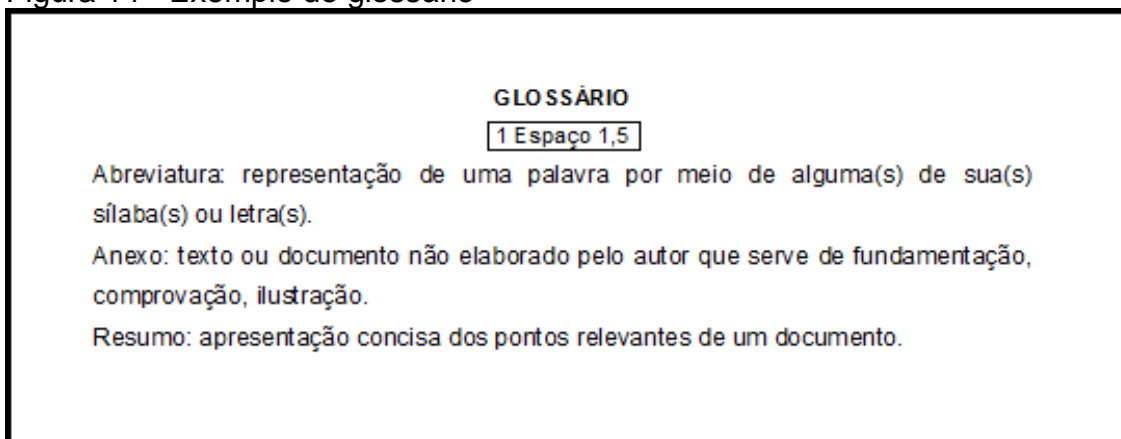 Exemplo de glossário
GLOSSÁRIO
1 Espaço 1,5
Abreviatura: representação de uma palavra por meio de alguma(s) de sua(s)
sílaba(s) ou letra(s).
Anexo: texto ou documento não elaborado pelo autor que serve de fundamentação,
comprovação, ilustração.
Resumo: apresentação concisa dos pontos relevantes de um documento.